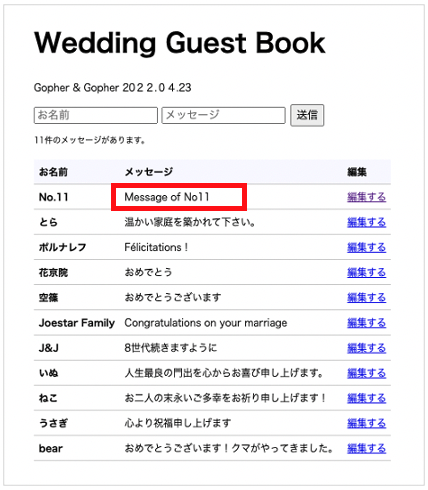 Wedding Guest Book
Gopher & Gopher 202 2.0 4.23
お名前 メッセージ 送信
11件のメッセージがあります。
お名前 メッセージ 編集
No.11 Message of No11 編集する
とら 温かい家庭を築かれて下さい。 編集する
ポルナレフ Félicitations ! 編集する
花京院 おめでとう 編集する
空篠 おめでとうございます 編集する
Joestar Family Congratulations on your marriage 編集する
J&J 8世代続きますように 編集する
いぬ 人生最良の門出を心からお喜び申し上げます。 編集する
ねこ お二人の末永いご多幸をお祈り申し上げます！ 編集する
うさぎ 心より祝福申し上げます 編集する
bear おめでとうございます！クマがやってきました。 編集する